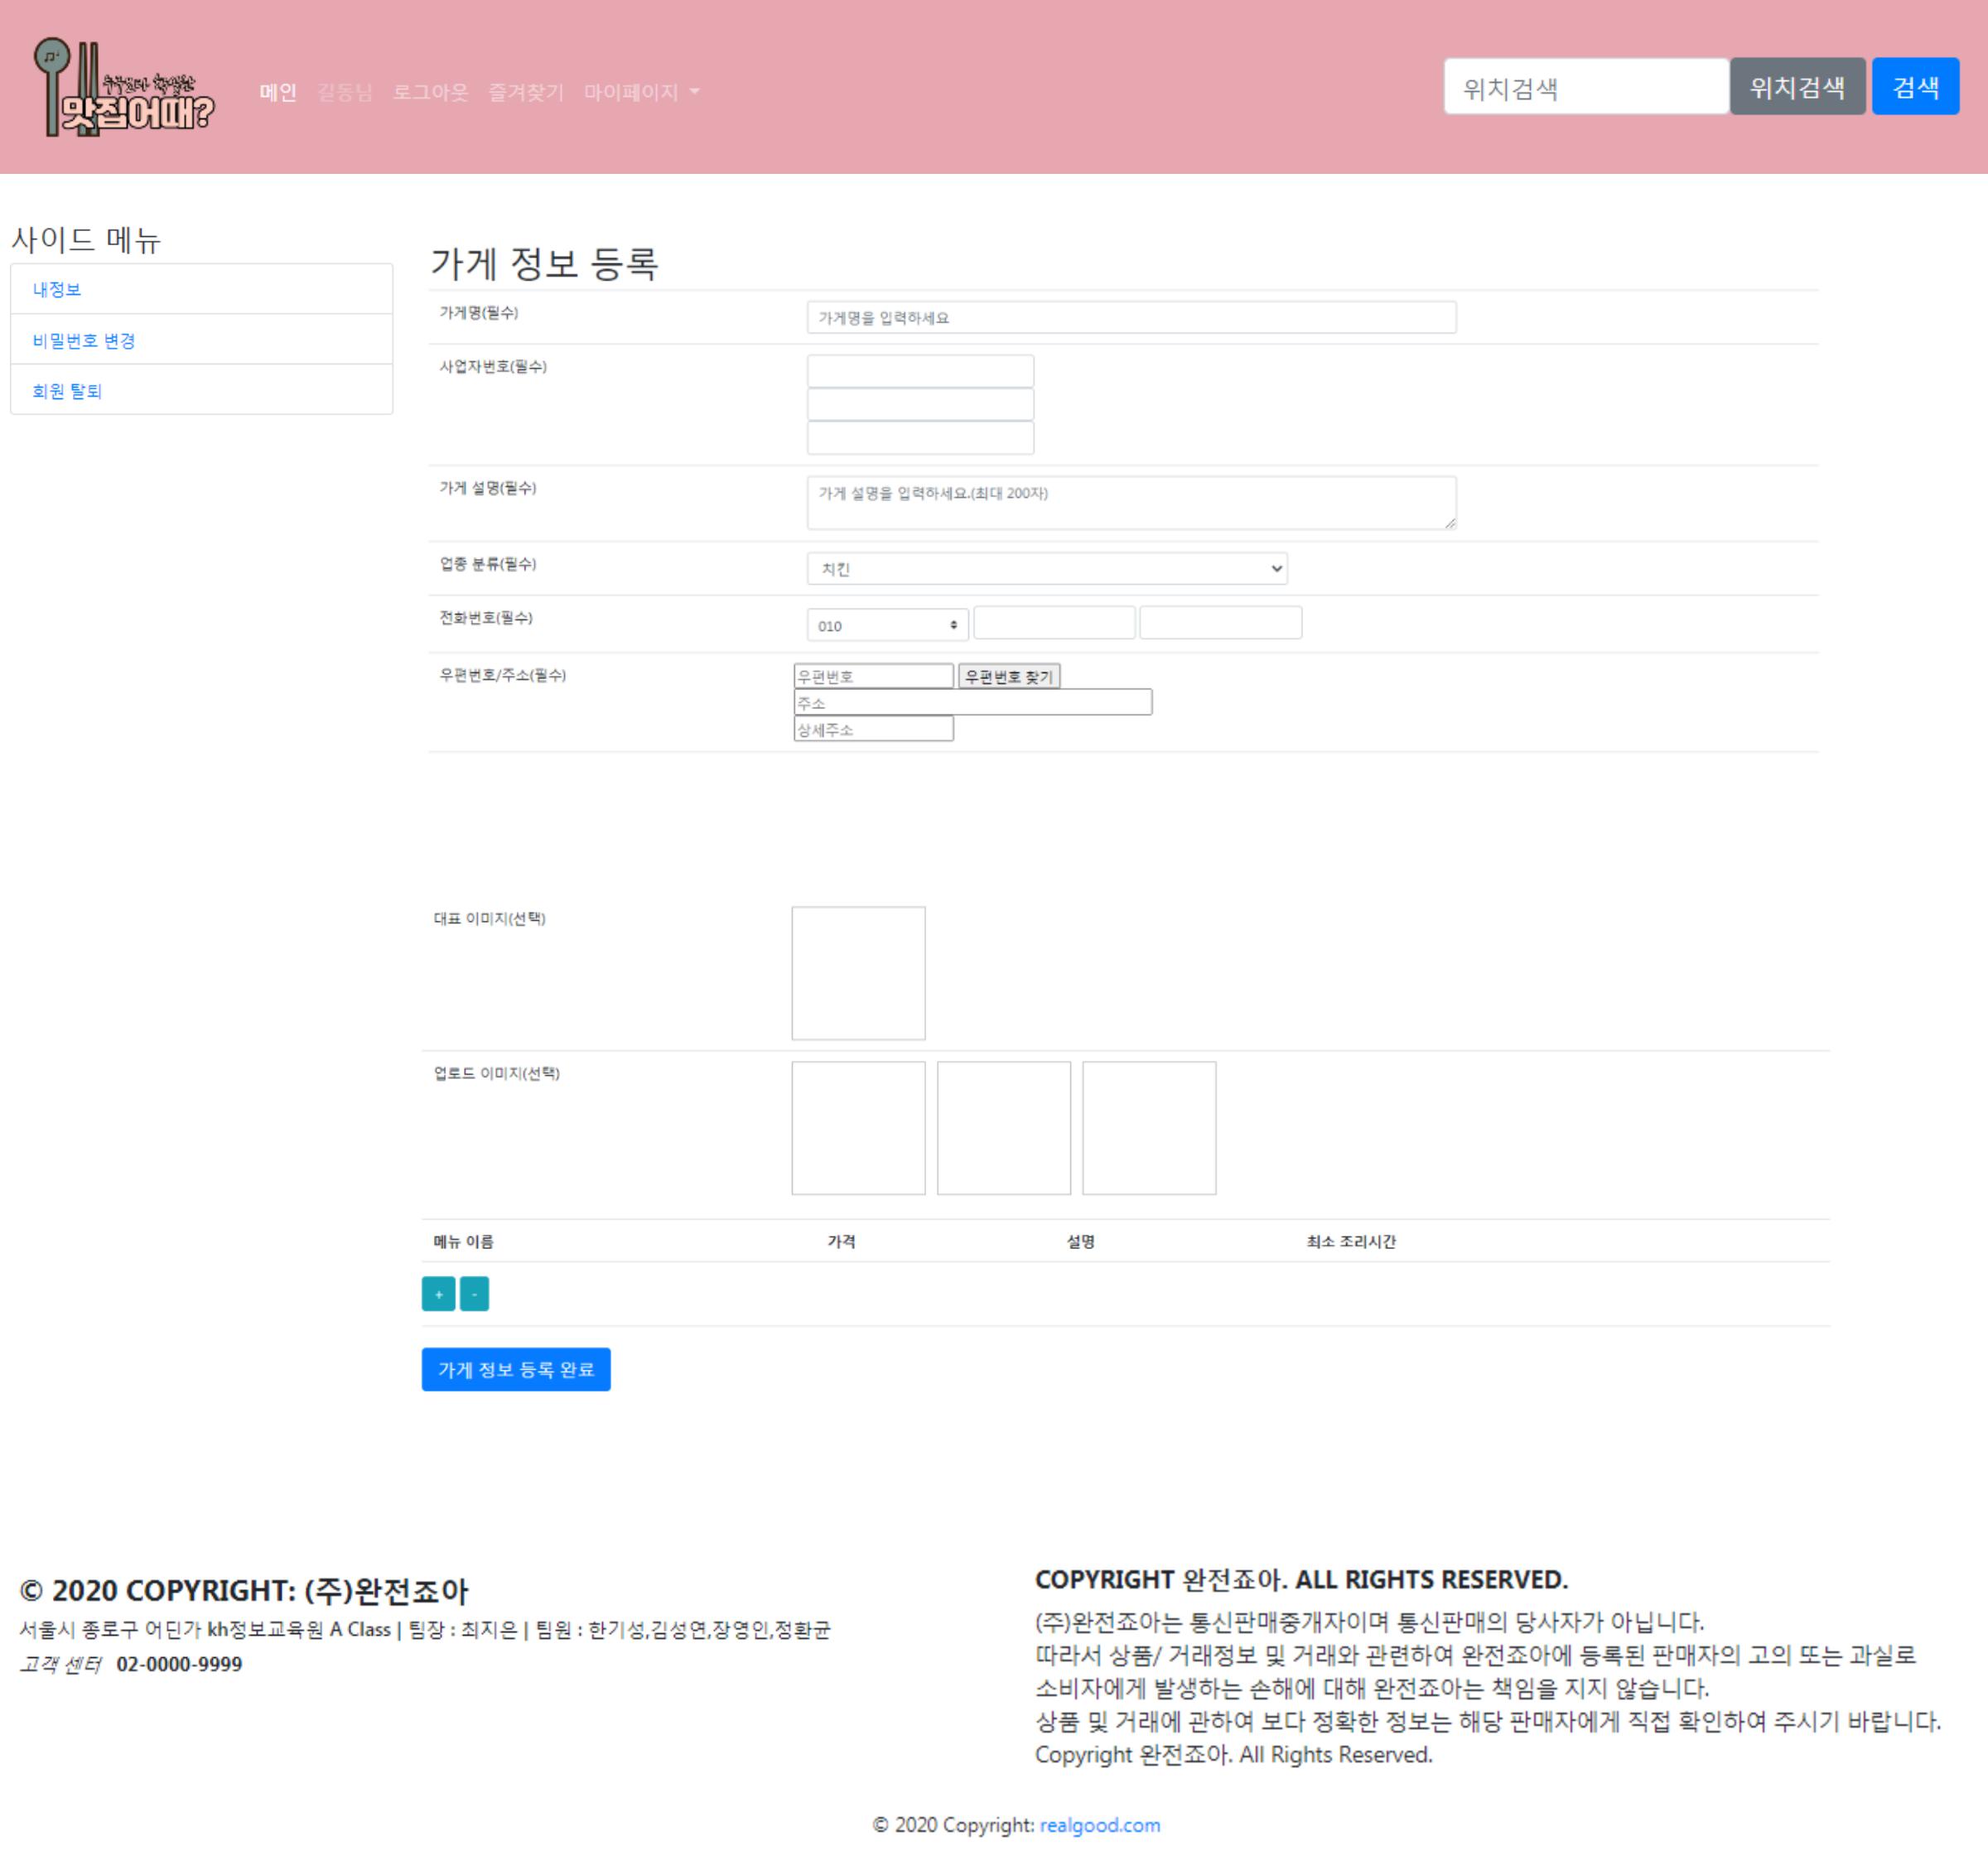 맛집어때?
메인 길동님 로그아웃 즐겨찾기 마이페이지
위치검색 위치검색 검색
사이드 메뉴
내정보
비밀번호 변경
회원 탈퇴
가게 정보 등록
가게명(필수) 가게명을 입력하세요
사업자번호(필수)
가게 설명(필수) 가게 설명을 입력하세요.(최대 200자)
업종 분류(필수) 치킨
전화번호(필수) 010
우편번호/주소(필수) 우편번호 우편번호 찾기
주소
상세주소
대표 이미지(선택)
업로드 이미지(선택)
메뉴 이름 가격 설명 최소 조리시간
+ -
가게 정보 등록 완료
© 2020 COPYRIGHT: (주)완전죠아
서울시 종로구 어딘가 kh정보교육원 A Class | 팀장 : 최지은 | 팀원 : 한기성,김성연,장영인,정환균
고객 센터 02-0000-9999
COPYRIGHT 완전죠아. ALL RIGHTS RESERVED.
(주)완전죠아는 통신판매중개자이며 통신판매의 당사자가 아닙니다.
따라서 상품/ 거래정보 및 거래와 관련하여 완전죠아에 등록된 판매자의 고의 또는 과실로
소비자에게 발생하는 손해에 대해 완전죠아는 책임을 지지 않습니다.
상품 및 거래에 관하여 보다 정확한 정보는 해당 판매자에게 직접 확인하여 주시기 바랍니다.
Copyright 완전죠아. All Rights Reserved.
© 2020 Copyright: realgood.com